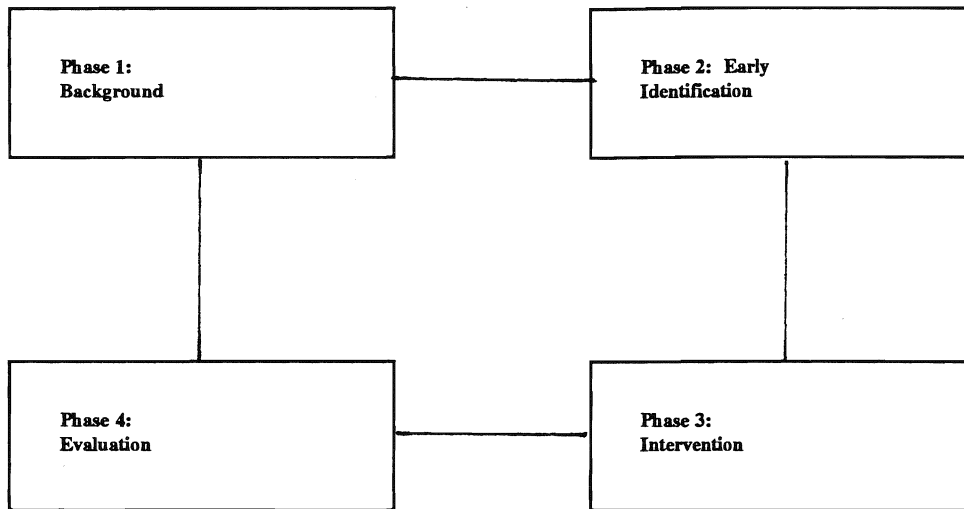 Phase 1:
Background
Phase 2: Early
Identification
Phase 4:
Evaluation
Phase 3:
Intervention